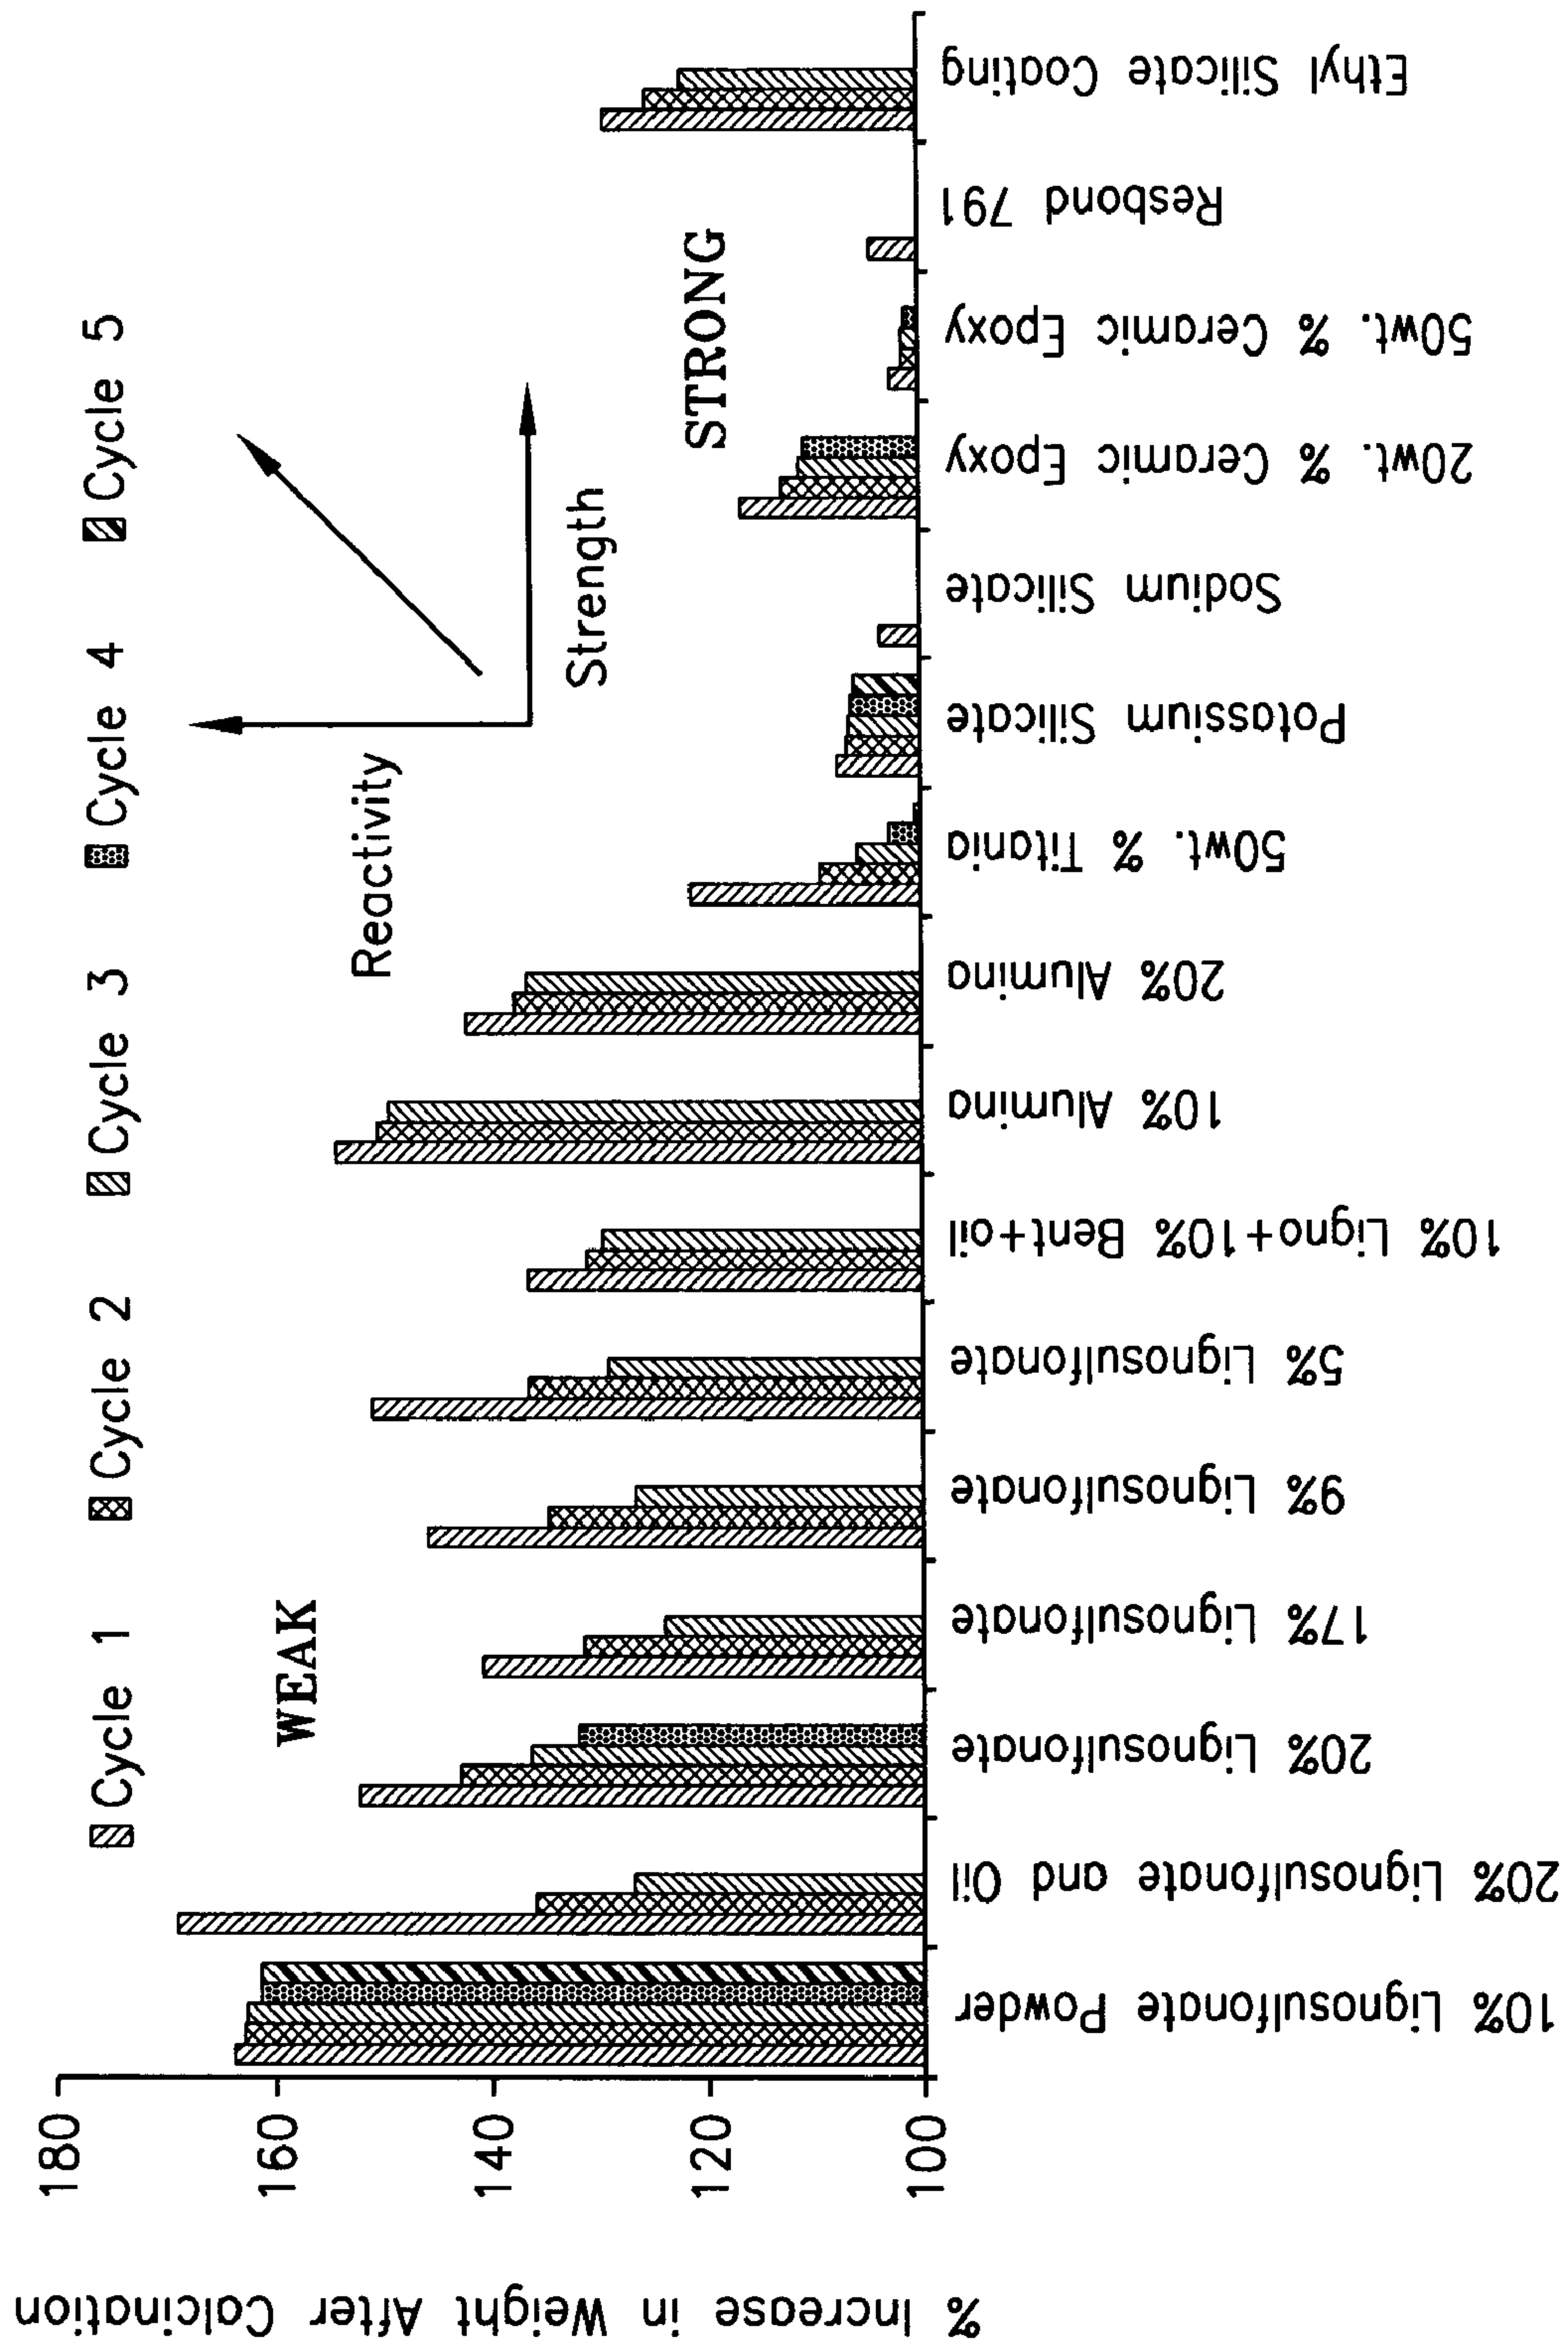 Cycle 1
Cycle 2
Cycle 3
Cycle 4
Cycle 5
WEAK
STRONG
Reactivity
Strength
% Increase in Weight After Calcination
180
160
140
120
100
10% Lignosulfonate Powder
20% Lignosulfonate and Oil
20% Lignosulfonate
17% Lignosulfonate
9% Lignosulfonate
5% Lignosulfonate
10% Ligno+10% Bent+oil
10% Alumina
20% Alumina
50wt. % Titania
Potassium Silicate
Sodium Silicate
20wt. % Ceramic Epoxy
50wt. % Ceramic Epoxy
Resbond 791
Ethyl Silicate Coating